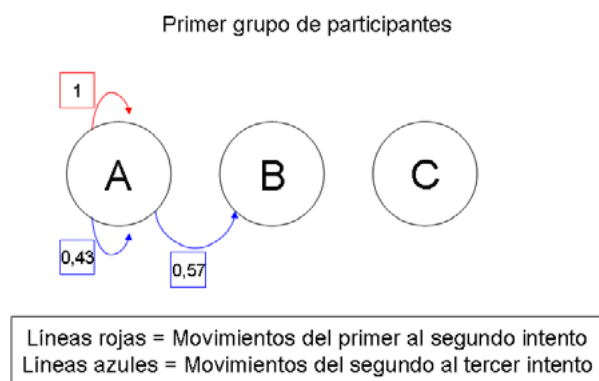 Primer grupo de participantes
1
A
B
C
0,43
0,57
Líneas rojas = Movimientos del primer al segundo intento
Líneas azules = Movimientos del segundo al tercer intento